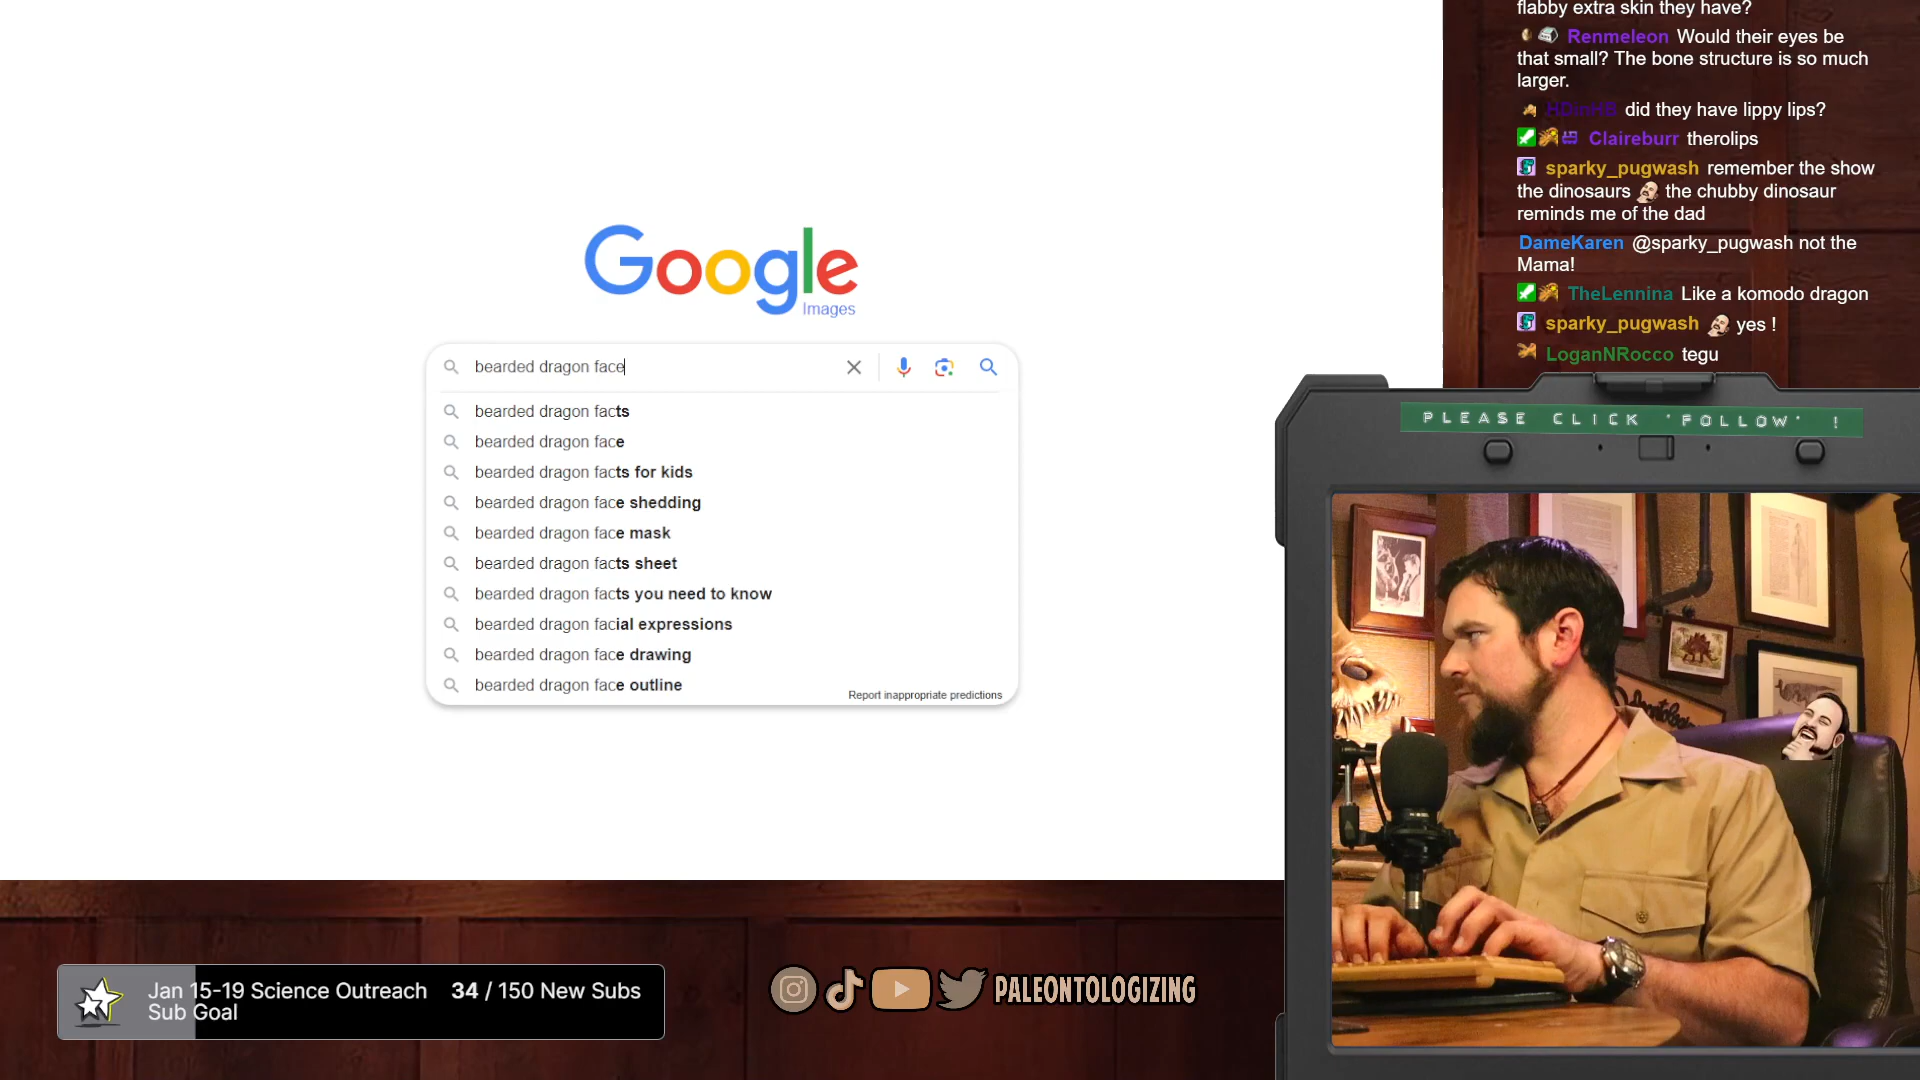 Google
Images
bearded dragon face
bearded dragon facts
bearded dragon face
bearded dragon facts for kids
bearded dragon face shedding
bearded dragon face mask
bearded dragon facts sheet
bearded dragon facts you need to know
bearded dragon facial expressions
bearded dragon face drawing
bearded dragon face outline
Report inappropriate predictions
flabby extra skin they have?
Renmeleon Would their eyes be
that small? The bone structure is so much
larger.
HDinHB did they have lippy lips?
Claireburr therolips
sparky_pugwash remember the show
the dinosaurs the chubby dinosaur
reminds me of the dad
DameKaren @sparky_pugwash not the
Mama!
TheLennina Like a komodo dragon
sparky_pugwash yes !
LoganNRocco tegu
PLEASE CLICK "FOLLOW" !
Jan 15-19 Science Outreach 34 / 150 New Subs
Sub Goal
PALEONTOLOGIZING